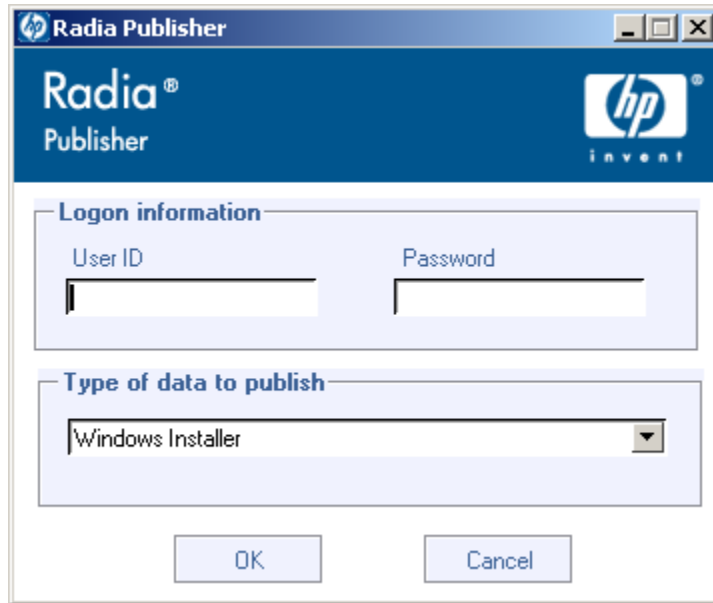 Radia Publisher
Radia ®
Publisher
hp ®
invent
Logon information
User ID Password
Type of data to publish
Windows Installer
OK Cancel